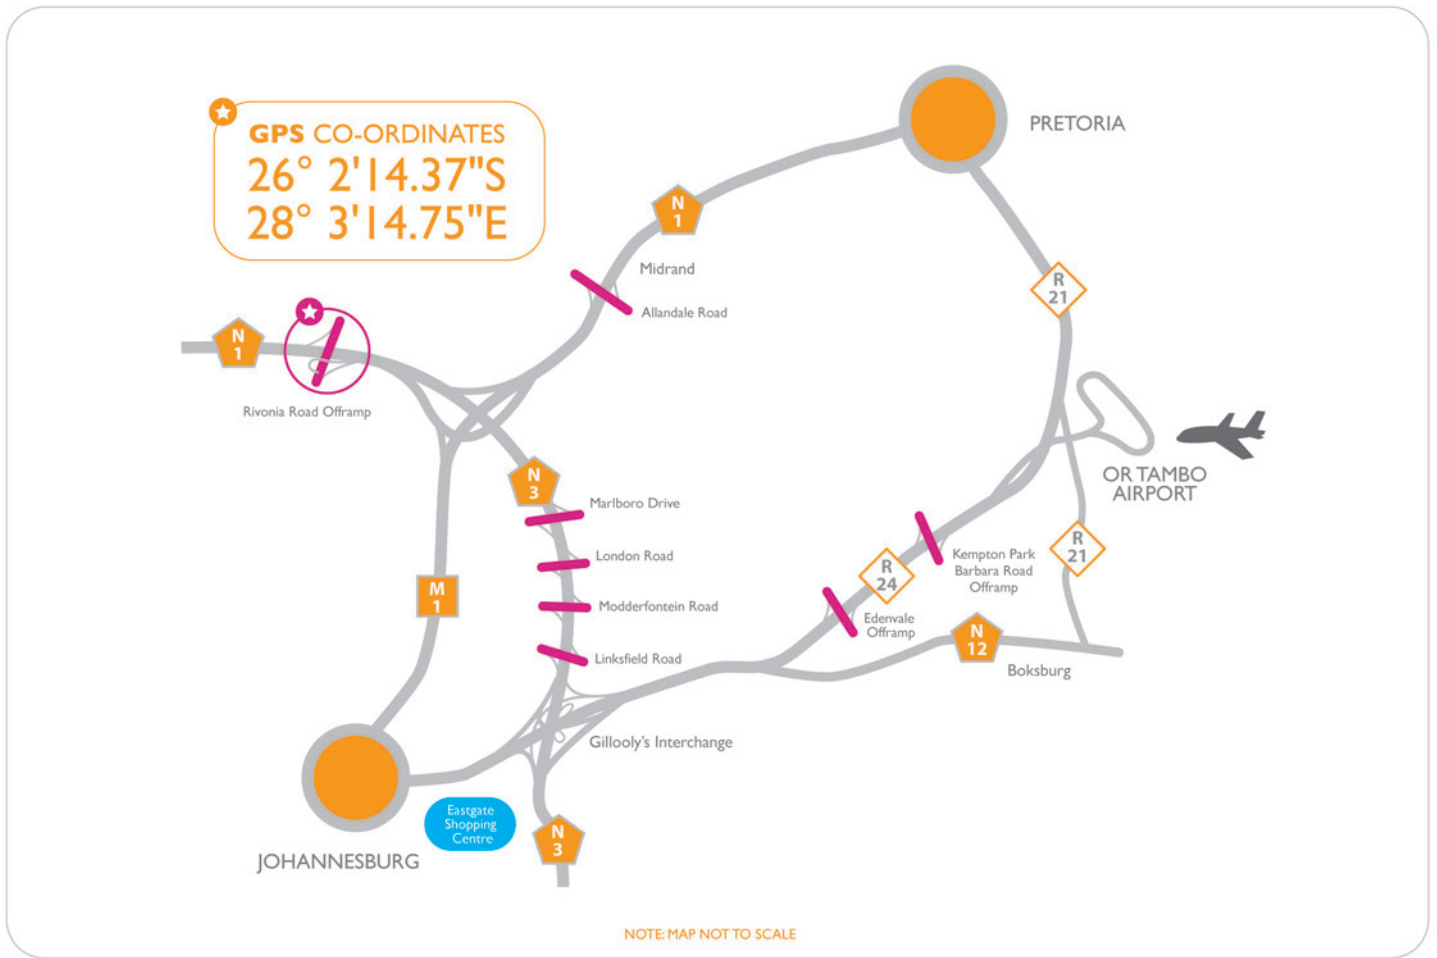 GPS CO-ORDINATES
26° 2'14.37"S
28° 3'14.75"E
PRETORIA
N
1
Midrand
Allandale Road
R
21
N
1
Rivonia Road Offramp
OR TAMBO
AIRPORT
N
3
Marlboro Drive
London Road
Modderfontein Road
Linksfield Road
M
1
Kempton Park
Barbara Road
Offramp
R
21
R
24
Edenvale
Offramp
N
12
Boksburg
Gillooly's Interchange
Eastgate
Shopping
Centre
N
3
JOHANNESBURG
NOTE: MAP NOT TO SCALE